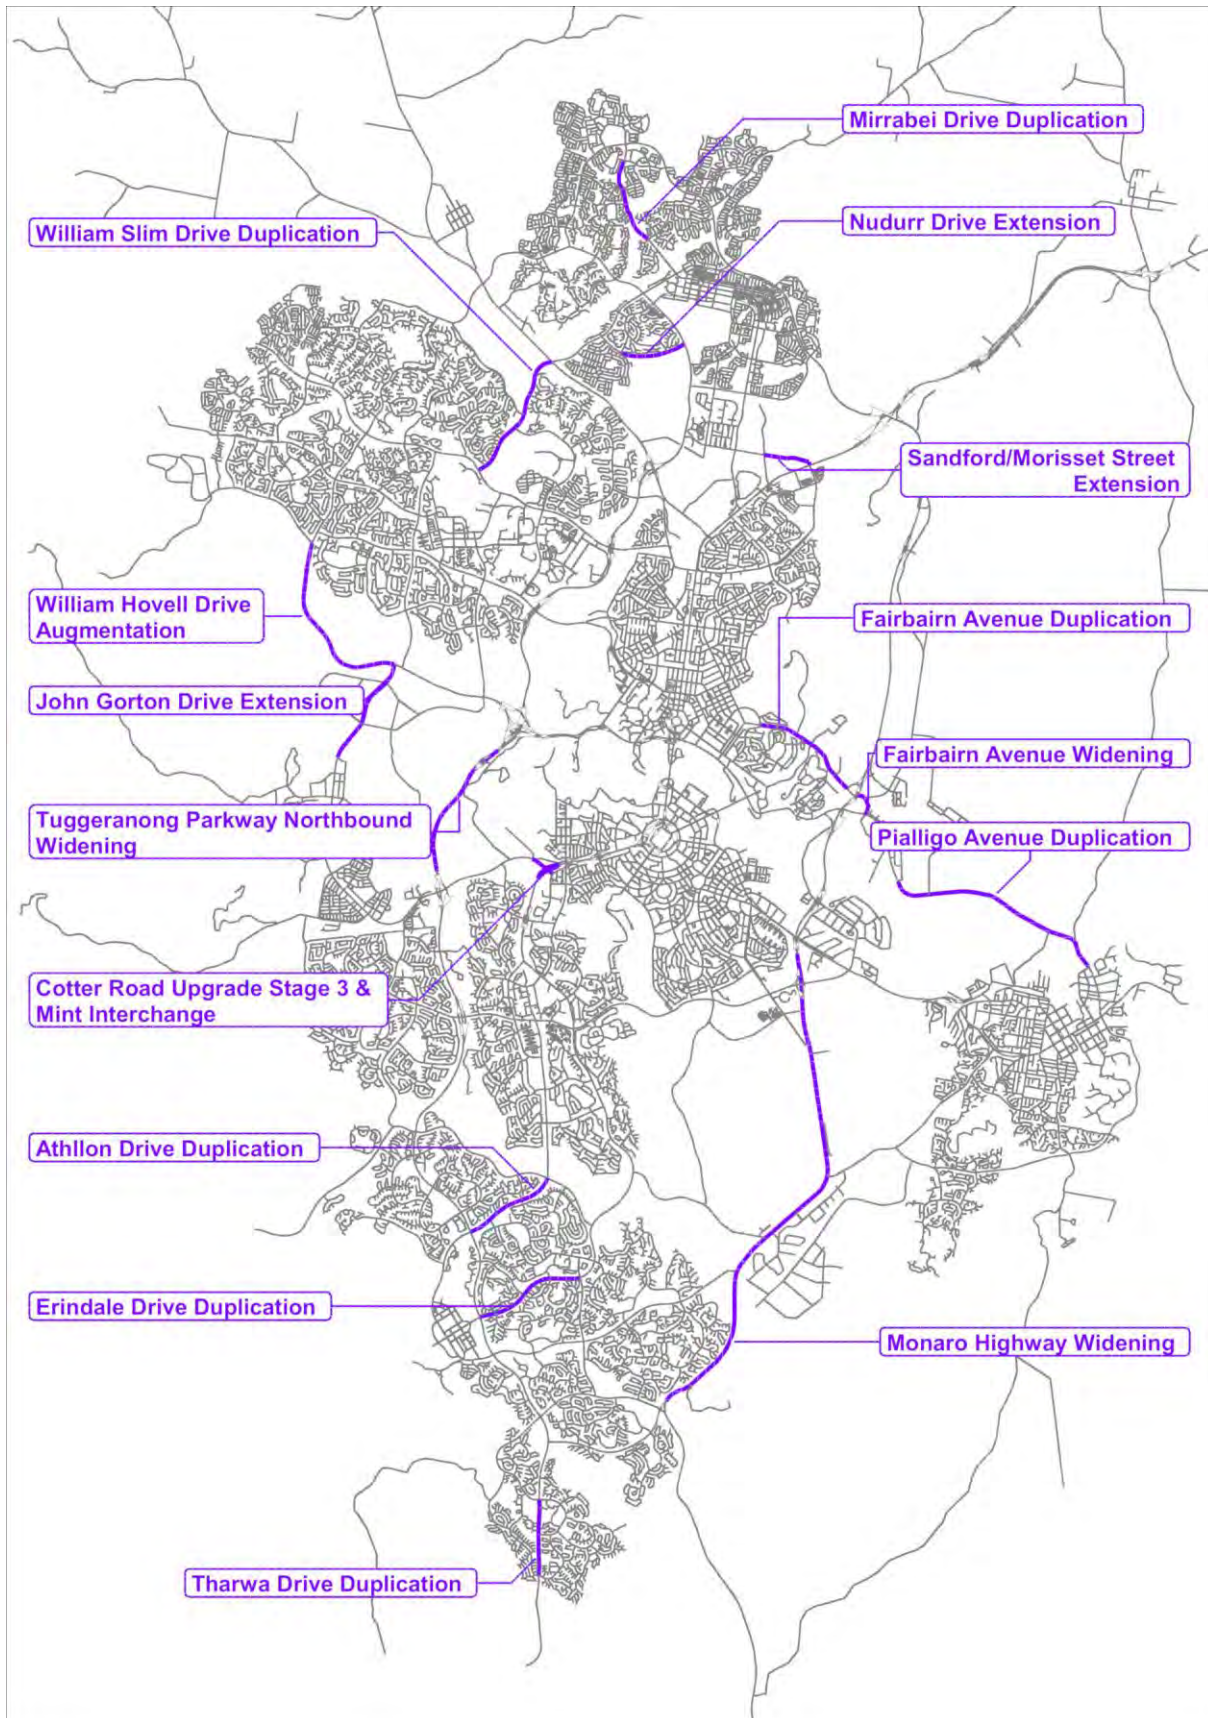 Mirrabei Drive Duplication
William Slim Drive Duplication
Nudurr Drive Extension
Sandford/Morisset Street
Extension
William Hovell Drive
Augmentation
Fairbairn Avenue Duplication
John Gorton Drive Extension
Fairbairn Avenue Widening
Tuggeranong Parkway Northbound
Widening
Pialligo Avenue Duplication
Cotter Road Upgrade Stage 3 &
Mint Interchange
Athllon Drive Duplication
Erindale Drive Duplication
Monaro Highway Widening
Tharwa Drive Duplication